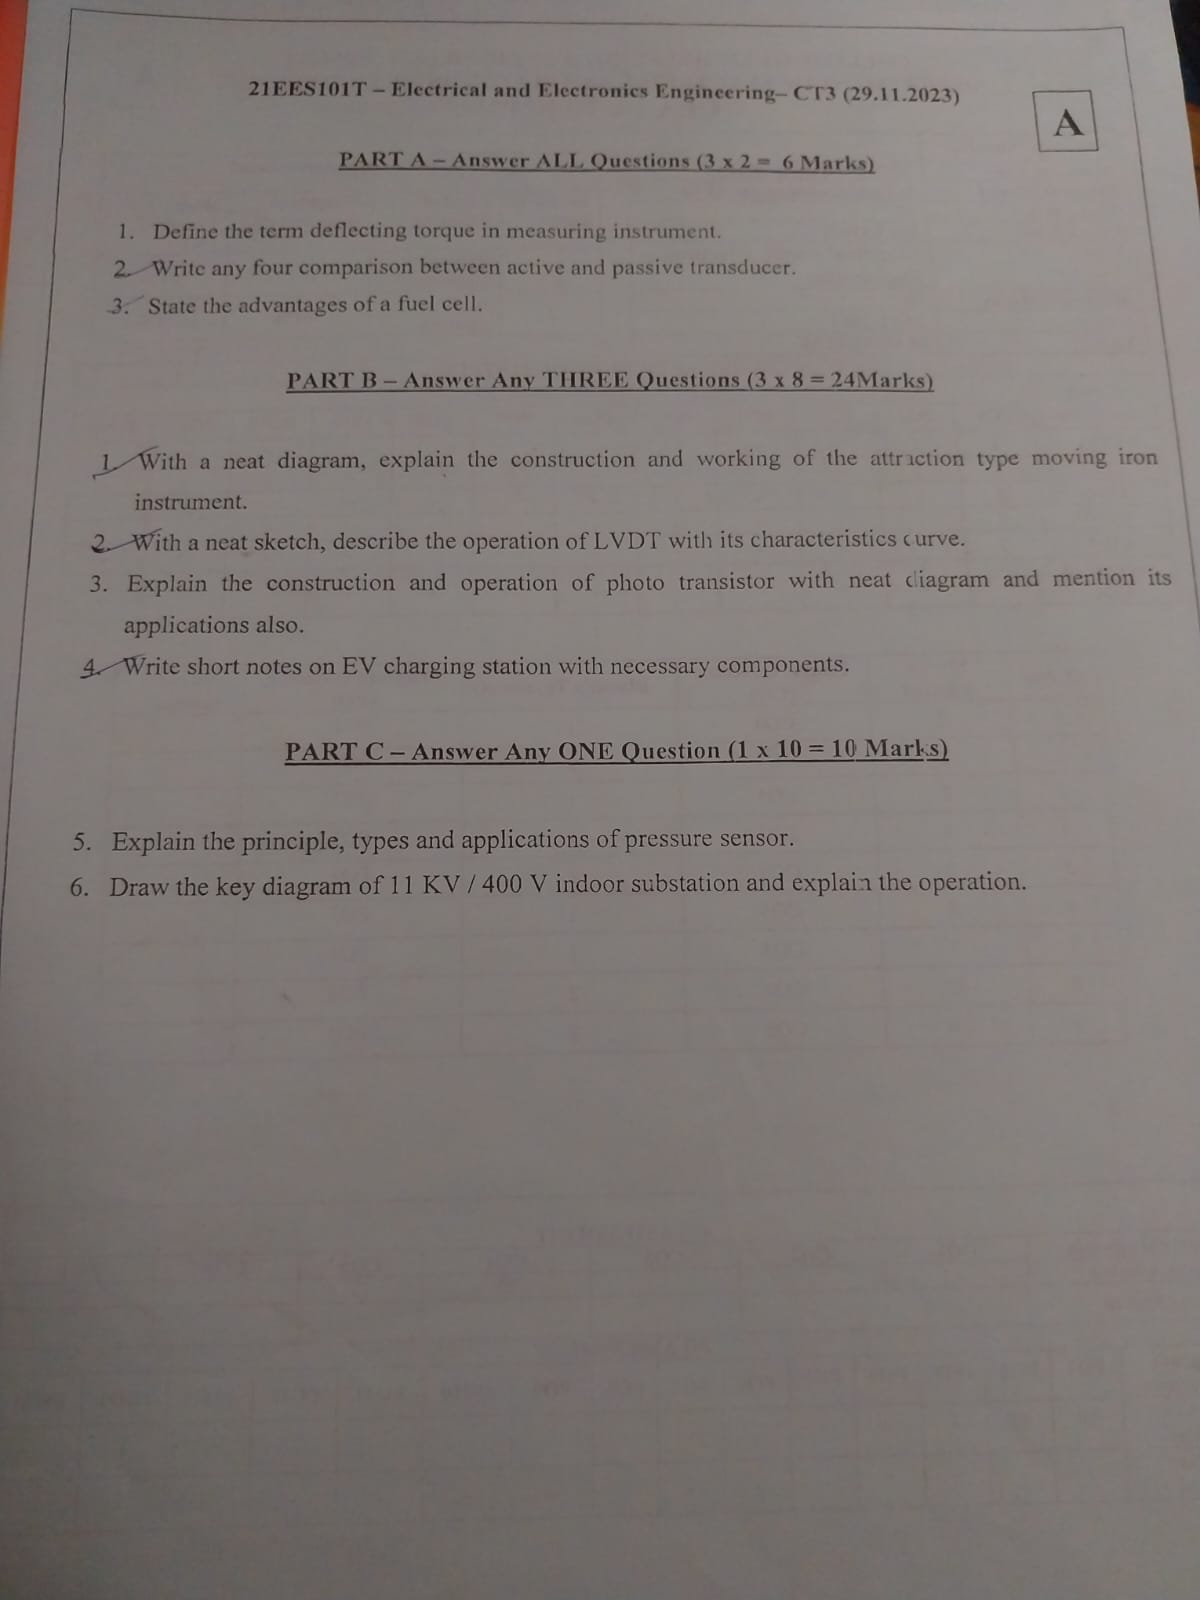 21EES101T – Electrical and Electronics Engineering– CT3 (29.11.2023)
A
PART A – Answer ALL Questions (3 x 2 = 6 Marks)
1. Define the term deflecting torque in measuring instrument.
2. Write any four comparison between active and passive transducer.
3. State the advantages of a fuel cell.
PART B – Answer Any THREE Questions (3 x 8 = 24Marks)
1. With a neat diagram, explain the construction and working of the attraction type moving iron
instrument.
2. With a neat sketch, describe the operation of LVDT with its characteristics curve.
3. Explain the construction and operation of photo transistor with neat diagram and mention its
applications also.
4. Write short notes on EV charging station with necessary components.
PART C – Answer Any ONE Question (1 x 10 = 10 Marks)
5. Explain the principle, types and applications of pressure sensor.
6. Draw the key diagram of 11 KV / 400 V indoor substation and explain the operation.